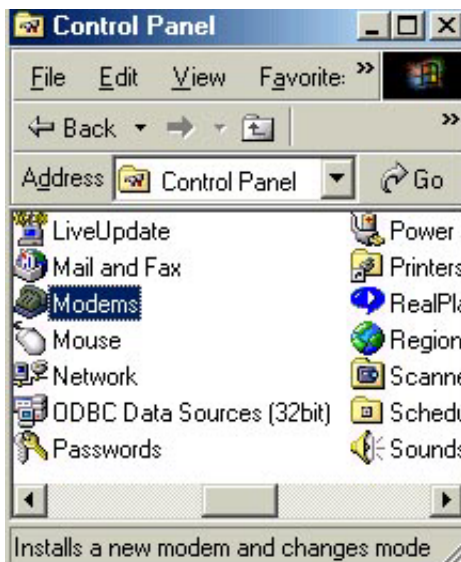 Control Panel
File Edit View Favorite: »
Back »
Address Control Panel Go
LiveUpdate
Mail and Fax
Modems
Mouse
Network
ODBC Data Sources (32bit)
Passwords
Power
Printers
RealPla
Region
Scanne
Schedu
Sounds
Installs a new modem and changes mode